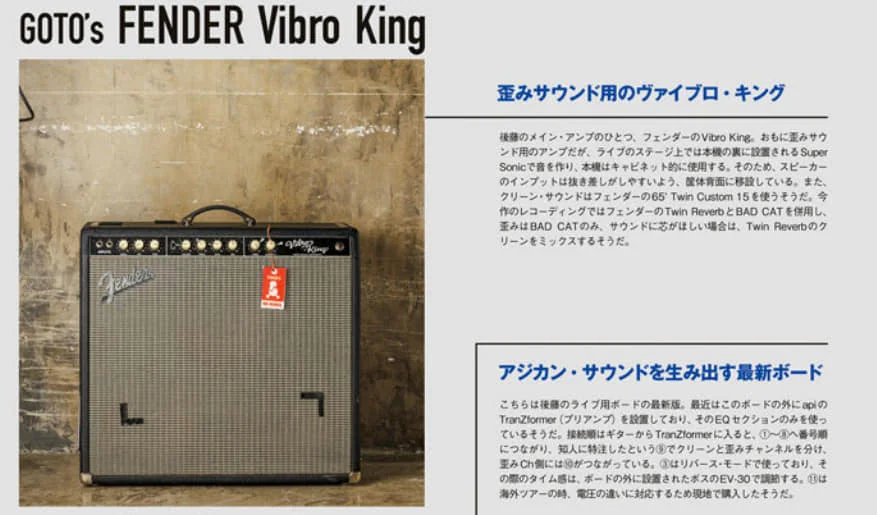 GOTO's FENDER Vibro King
歪みサウンド用のヴァイブロ・キング
後藤のメイン・アンプのひとつ、フェンダーのVibro King。おもに歪みサウ
ンド用のアンプだが、ライブのステージ上では本機の裏に設置されるSuper
Sonicで音を作り、本機はキャビネット的に使用する。そのため、スピーカー
のインプットは抜き差しがしやすいよう、筐体背面に移設している。また、
クリーン・サウンドはフェンダーの65' Twin Custom 15を使うそうだ。今
作のレコーディングではフェンダーのTwin ReverbとBAD CATを併用し、
歪みはBAD CATのみ、サウンドに芯がほしい場合は、Twin Reverbのク
リーンをミックスするそうだ。
Vibro
King
Fender
アジカン・サウンドを生み出す最新ボード
こちらは後藤のライブ用ボードの最新版。最近はこのボードの外にapiの
TranZformer（プリアンプ）を設置しており、そのEQセクションのみを使っ
ているそうだ。接続順はギターからTranZformerに入ると、①〜⑧へ番号順
につながり、知人に特注したという⑨でクリーンと歪みチャンネルを分け、
歪みCh側には⑩がつながっている。③はリバース・モードで使っており、そ
の際のタイム感は、ボードの外に設置されたボスのEV-30で調節する。⑪は
海外ツアーの時、電圧の違いに対応するため現地で購入したそうだ。